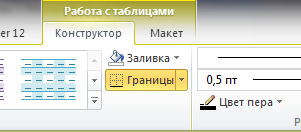 Работа с таблицами
er 12 Конструктор Макет
Заливка
Границы
0,5 пт
Цвет пера